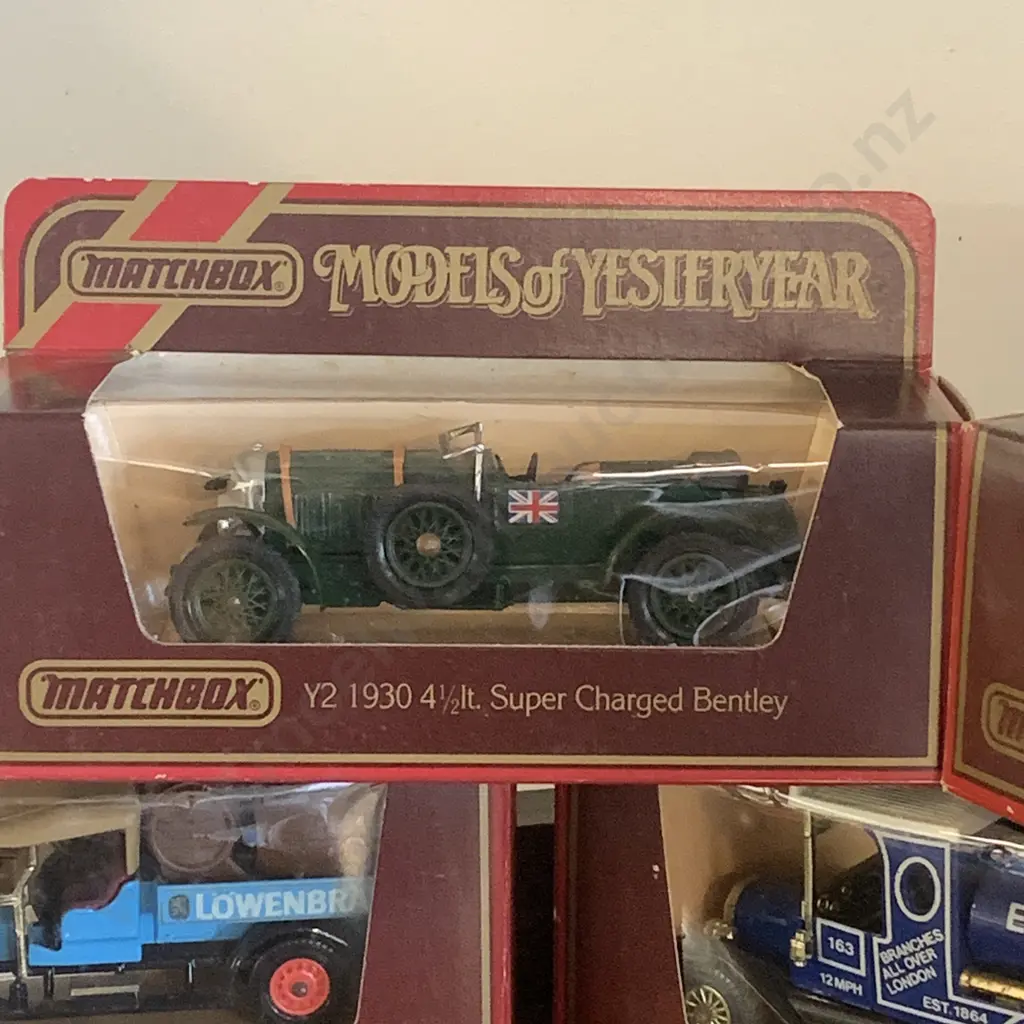 MATCHBOX® MODELS of YESTERYEAR
MATCHBOX® Y2 1930 4½lt. Super Charged Bentley
LÖWENBRÄ
163
12 MPH
BRANCHES
ALL OVER
LONDON
EST. 1864